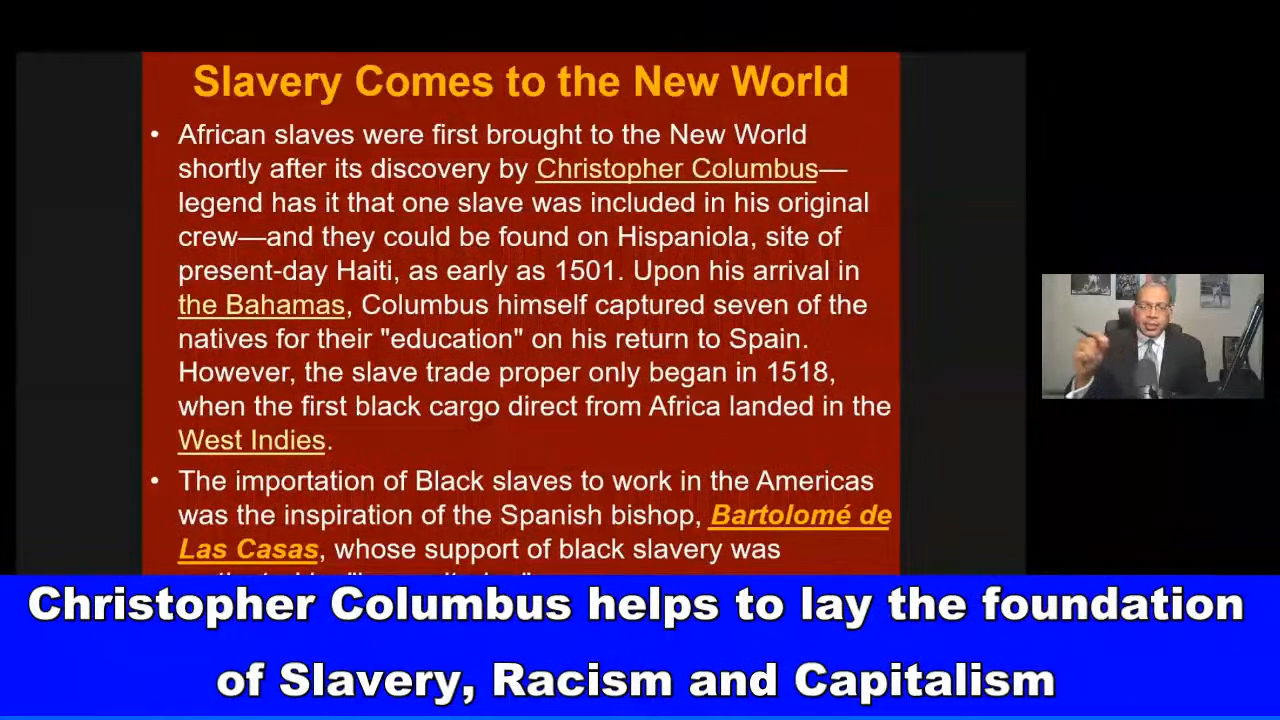 Slavery Comes to the New World
• African slaves were first brought to the New World
shortly after its discovery by Christopher Columbus—
legend has it that one slave was included in his original
crew—and they could be found on Hispaniola, site of
present-day Haiti, as early as 1501. Upon his arrival in
the Bahamas, Columbus himself captured seven of the
natives for their "education" on his return to Spain.
However, the slave trade proper only began in 1518,
when the first black cargo direct from Africa landed in the
West Indies.
• The importation of Black slaves to work in the Americas
was the inspiration of the Spanish bishop, Bartolomé de
Las Casas, whose support of black slavery was
Christopher Columbus helps to lay the foundation
of Slavery, Racism and Capitalism